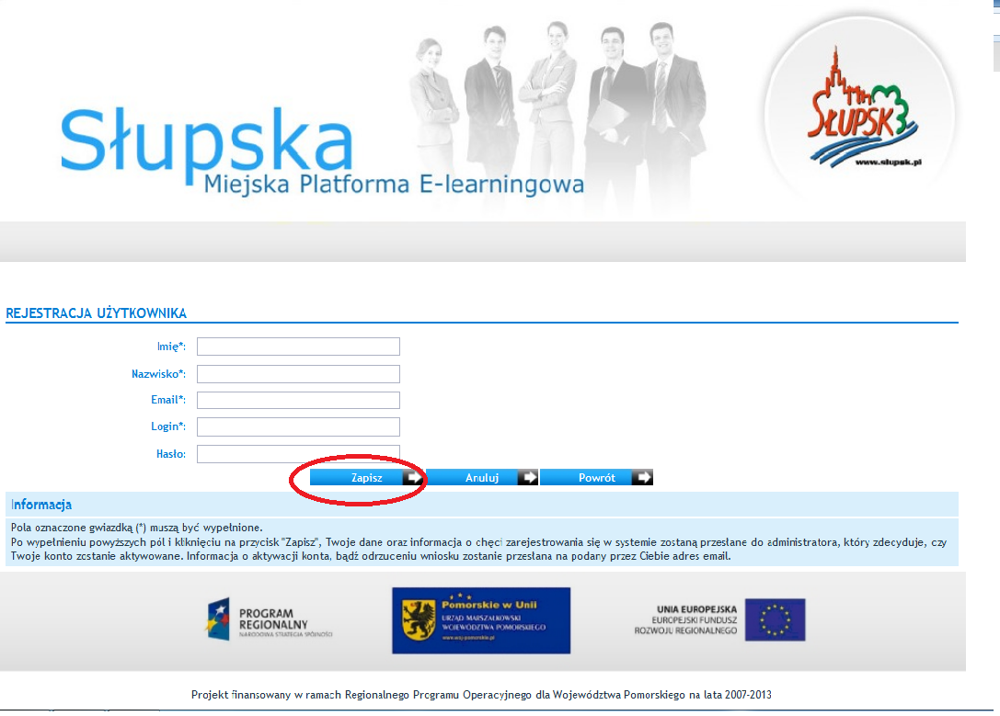 Słupska
Miejska Platforma E-learningowa
SŁUPSK
www.słupsk.pl
REJESTRACJA UŻYTKOWNIKA
Imię*:
Nazwisko*:
Email*:
Login*:
Hasło:
Zapisz Anuluj Powrót
Informacja
Pola oznaczone gwiazdką (*) muszą być wypełnione.
Po wypełnieniu powyższych pól i kliknięciu na przycisk "Zapisz", Twoje dane oraz informacja o chęci zarejestrowania się w systemie zostaną przesłane do administratora, który zdecyduje, czy
Twoje konto zostanie aktywowane. Informacja o aktywacji konta, bądź odrzuceniu wniosku zostanie przesłana na podany przez Ciebie adres email.
PROGRAM
REGIONALNY
NARODOWA STRATEGIA SPÓJNOŚCI
Pomorskie w Unii
URZĄD MARSZAŁKOWSKI
WOJEWÓDZTWA POMORSKIEGO
www.woj-pomorskie.pl
UNIA EUROPEJSKA
EUROPEJSKI FUNDUSZ
ROZWOJU REGIONALNEGO
Projekt finansowany w ramach Regionalnego Programu Operacyjnego dla Województwa Pomorskiego na lata 2007-2013